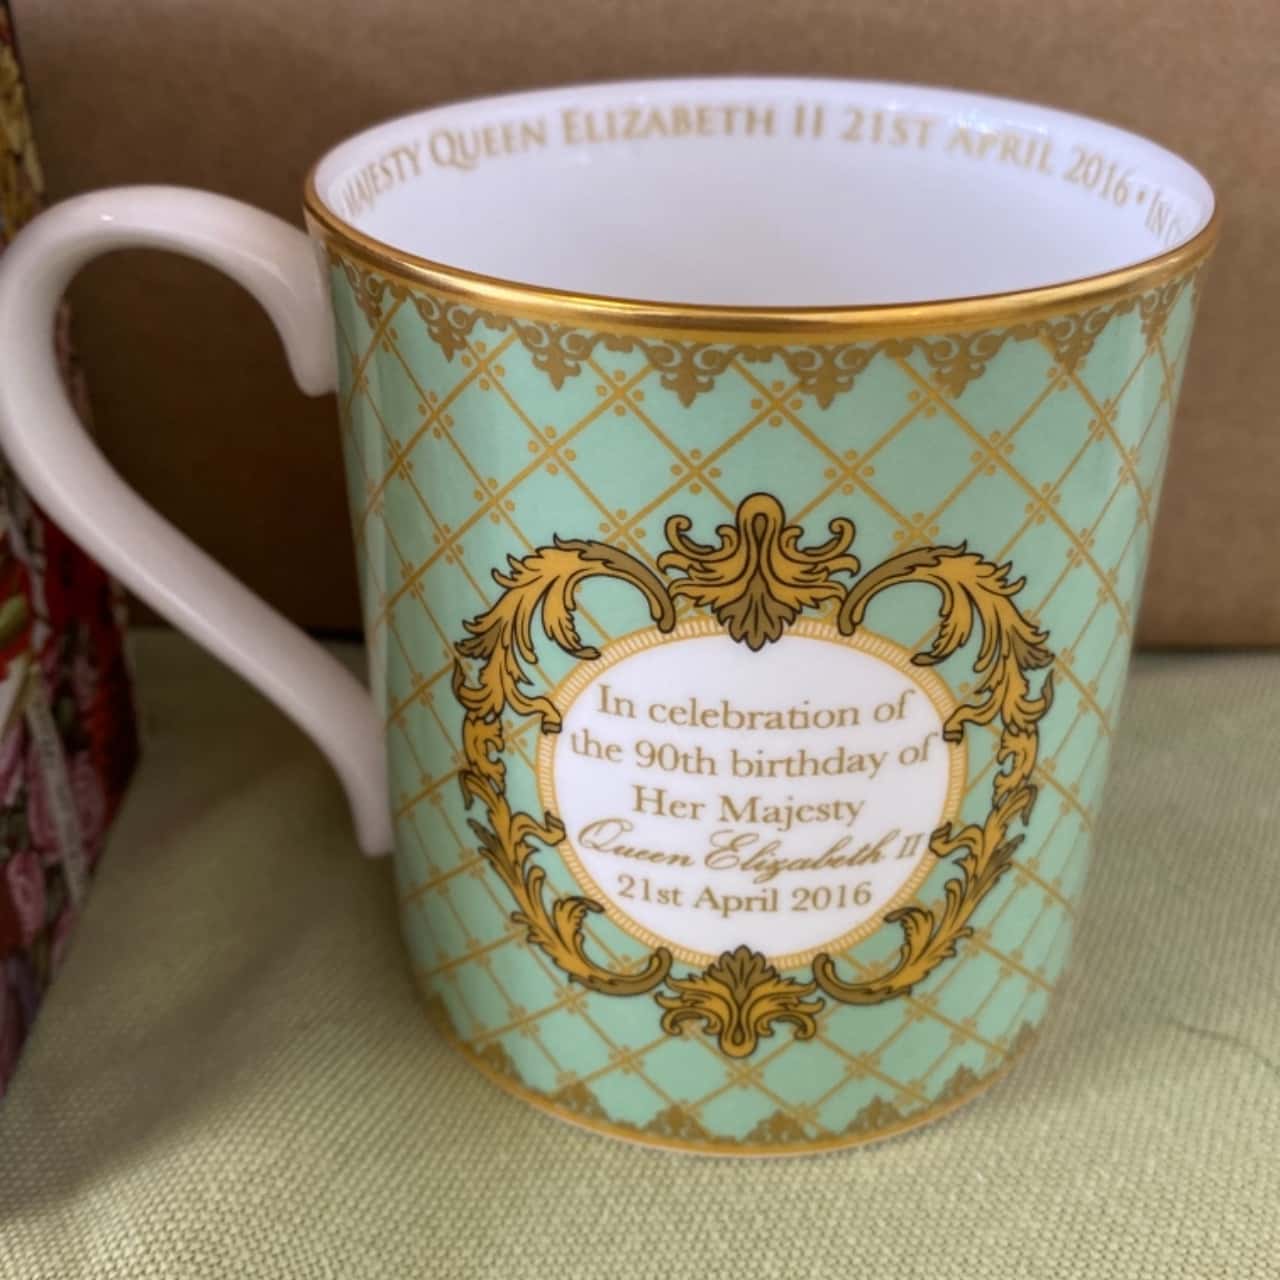 MAJESTY QUEEN ELIZABETH II 21ST APRIL 2016 • IN
In celebration of
the 90th birthday of
Her Majesty
Queen Elizabeth II
21st April 2016